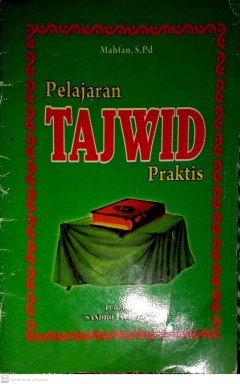 Mahfan, S.Pd
Pelajaran
TAJWID
Praktis